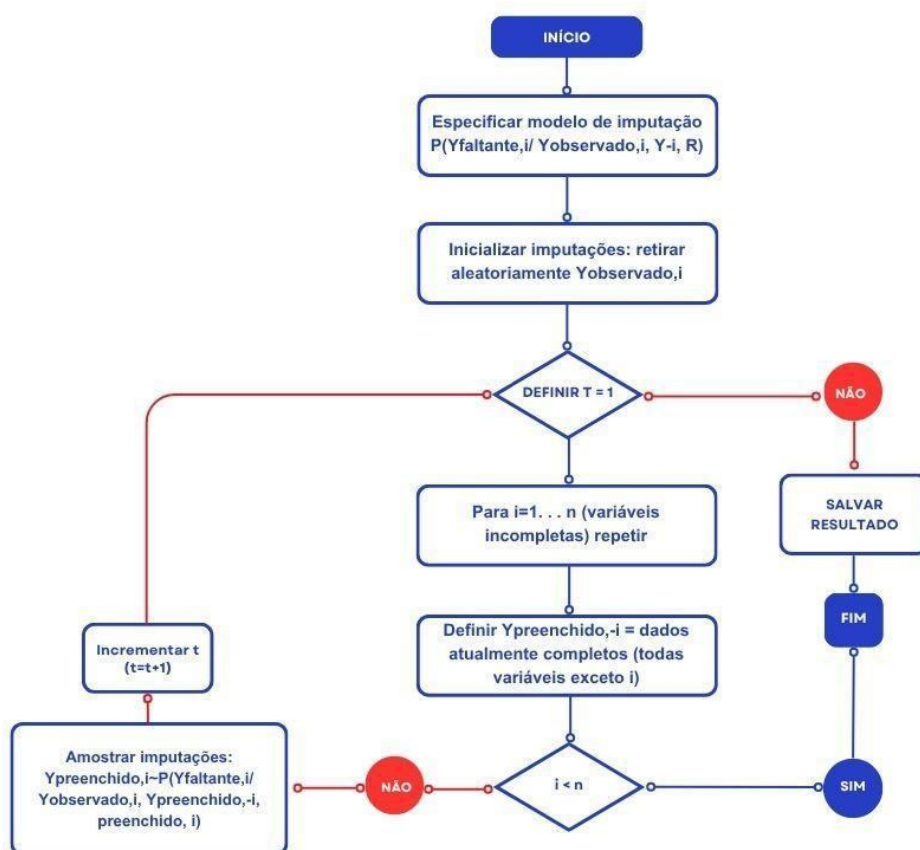 INÍCIO
Especificar modelo de imputação
P(Yfaltante,i/ Yobservado,i, Y-i, R)
Inicializar imputações: retirar
aleatoriamente Yobservado,i
DEFINIR T = 1
NÃO
Para i=1. . . n (variáveis
incompletas) repetir
SALVAR
RESULTADO
FIM
Definir Ypreenchido,-i = dados
atualmente completos (todas
variáveis exceto i)
Incrementar t
(t=t+1)
Amostrar imputações:
Ypreenchido,i~P(Yfaltante,i/
Yobservado,i, Ypreenchido,-i,
preenchido, i)
NÃO
i < n
SIM